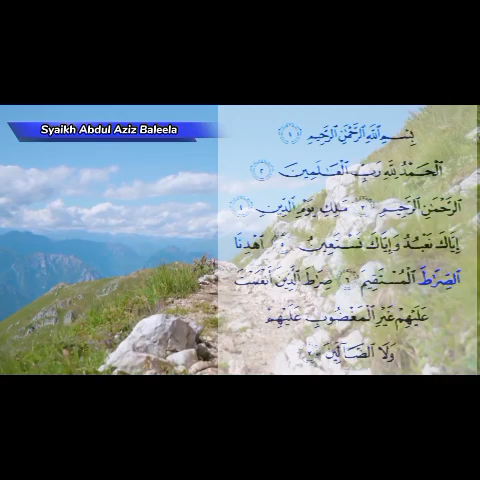 Syaikh Abdul Aziz Baleela
بِسْمِ اللَّهِ الرَّحْمَٰنِ الرَّحِيمِ ١
الْحَمْدُ لِلَّهِ رَبِّ الْعَالَمِينَ ٢
الرَّحْمَٰنِ الرَّحِيمِ ٣ مَالِكِ يَوْمِ الدِّينِ ٤
إِيَّاكَ نَعْبُدُ وَإِيَّاكَ نَسْتَعِينُ ٥ اهْدِنَا
الصِّرَاطَ الْمُسْتَقِيمَ ٦ صِرَاطَ الَّذِينَ أَنْعَمْتَ
عَلَيْهِمْ غَيْرِ الْمَغْضُوبِ عَلَيْهِمْ
وَلَا الضَّالِّينَ ٧